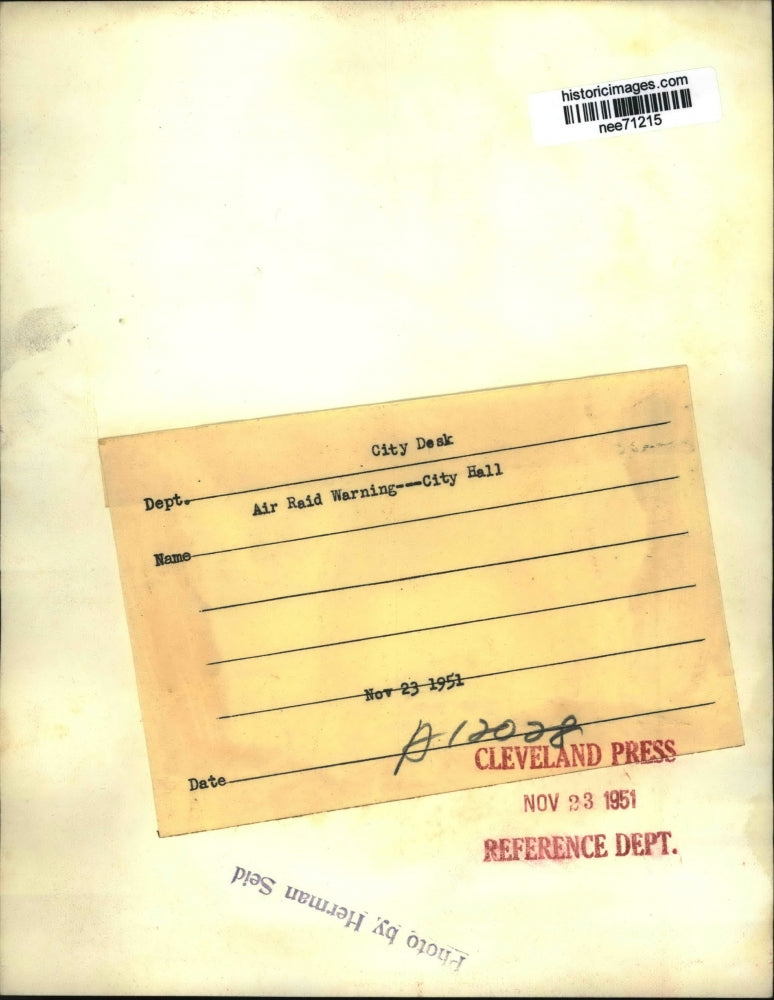 historicimages.com
nee71215
City Desk
Dept.
Air Raid Warning---City Hall
Name
Nov 23 1951
A12028
CLEVELAND PRESS
Date
NOV 23 1951
REFERENCE DEPT.
Photo by Herman Seid